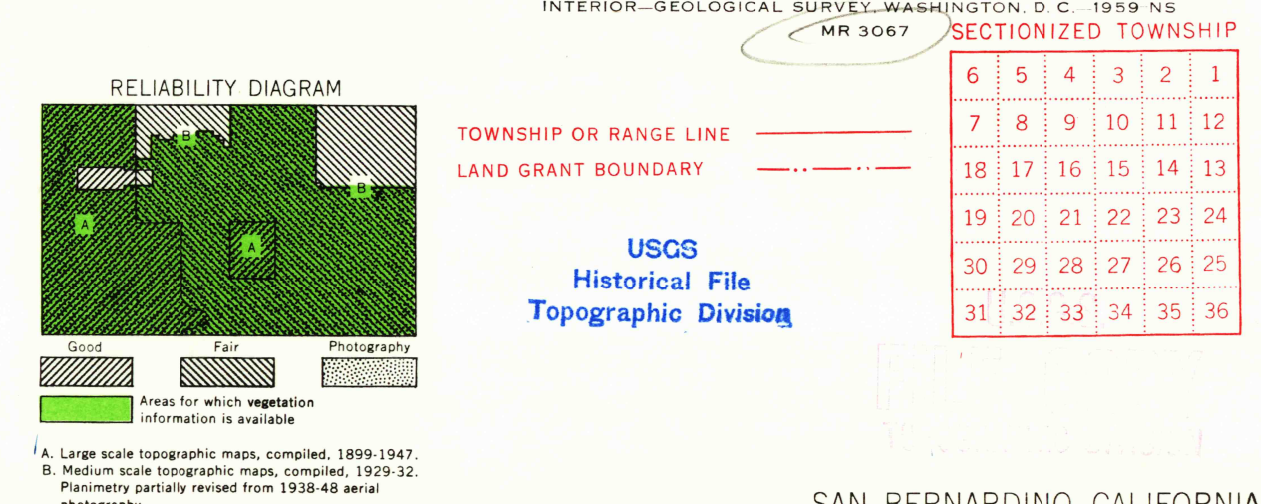 INTERIOR—GEOLOGICAL SURVEY, WASHINGTON, D. C.—1959 NS
MR 3067
SECTIONIZED TOWNSHIP
6 5 4 3 2 1
7 8 9 10 11 12
18 17 16 15 14 13
19 20 21 22 23 24
30 29 28 27 26 25
31 32 33 34 35 36
RELIABILITY DIAGRAM
B
B
A
A
Good Fair Photography
Areas for which vegetation
information is available
A. Large scale topographic maps, compiled, 1899-1947.
B. Medium scale topographic maps, compiled, 1929-32.
Planimetry partially revised from 1938-48 aerial
photography
TOWNSHIP OR RANGE LINE
LAND GRANT BOUNDARY
USGS
Historical File
Topographic Division
SAN BERNARDINO, CALIFORNIA